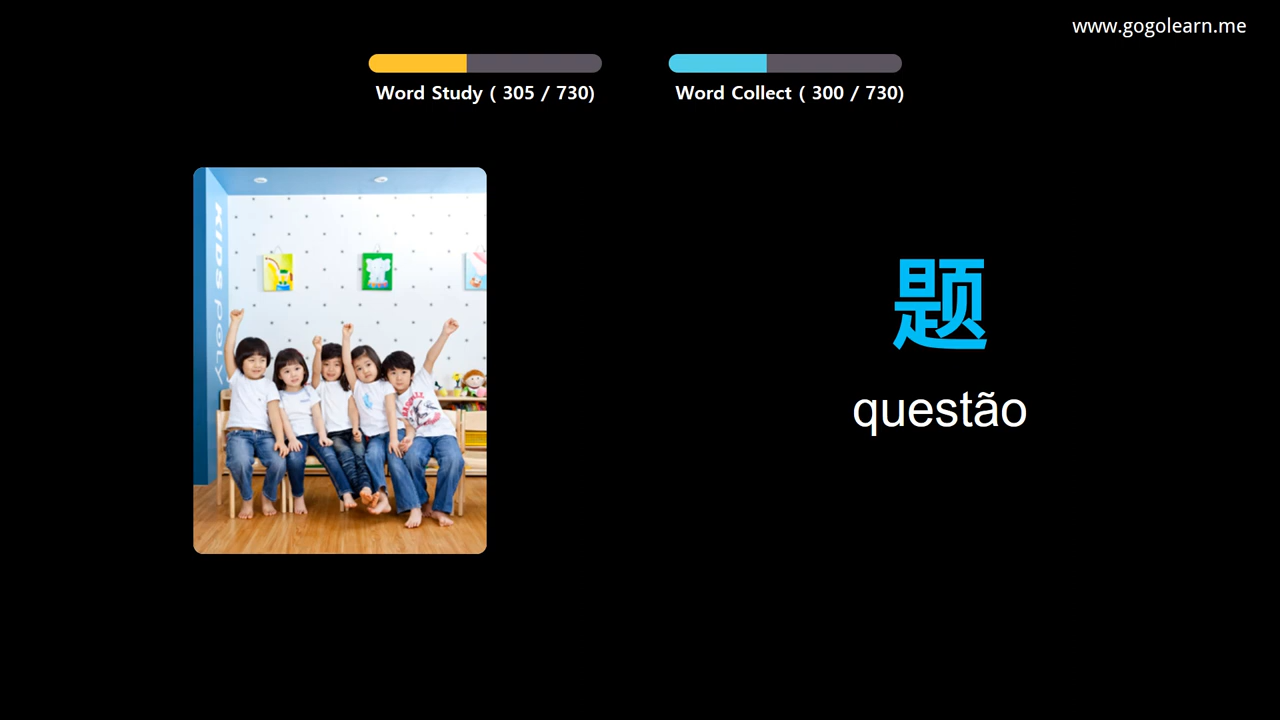 www.gogolearn.me
Word Study ( 305 / 730)
Word Collect ( 300 / 730)
KIDS POLY
题
questão